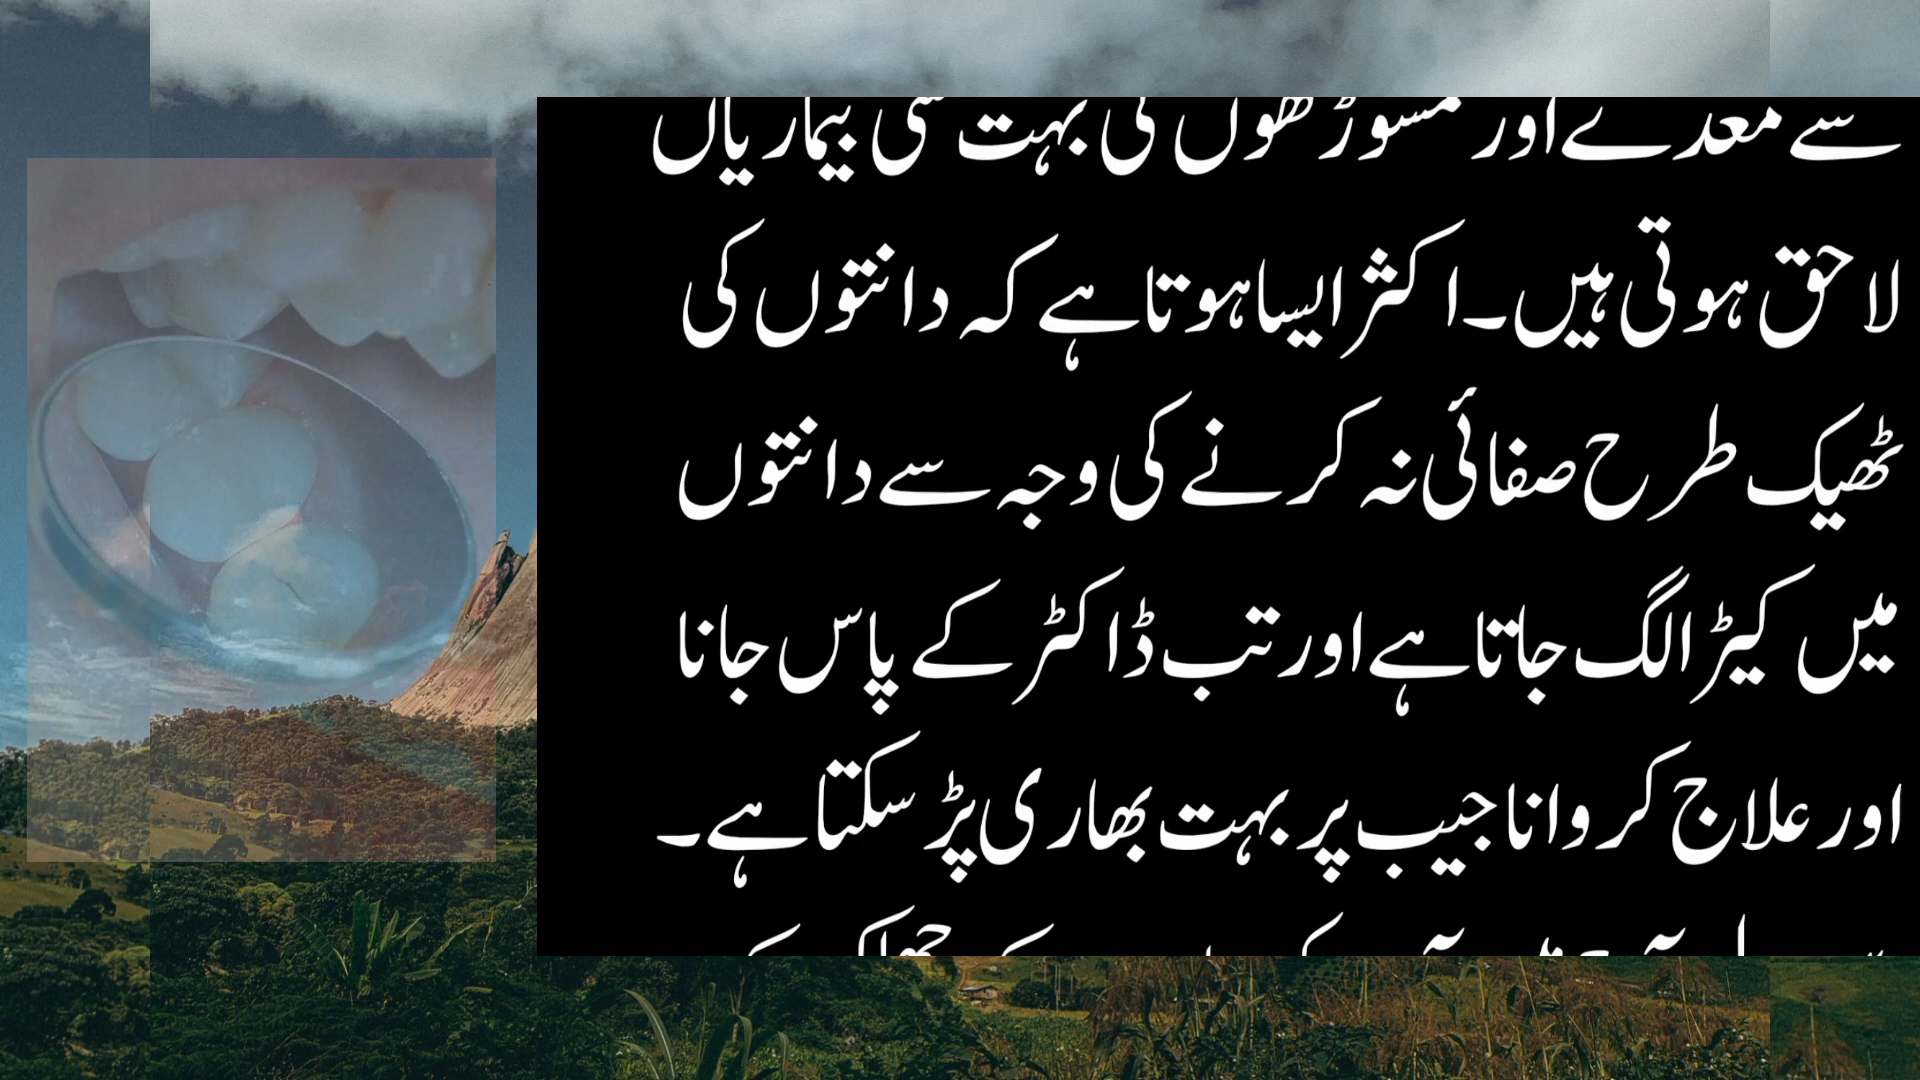 سے معدے اور مسوڑھوں کی بہت سی بیماریاں
لاحق ہوتی ہیں۔ اکثر ایسا ہوتا ہے کہ دانتوں کی
ٹھیک طرح صفائی نہ کرنے کی وجہ سے دانتوں
میں کیڑا لگ جاتا ہے اور تب ڈاکٹر کے پاس جانا
اور علاج کروانا جیب پر بہت بھاری پڑ سکتا ہے۔